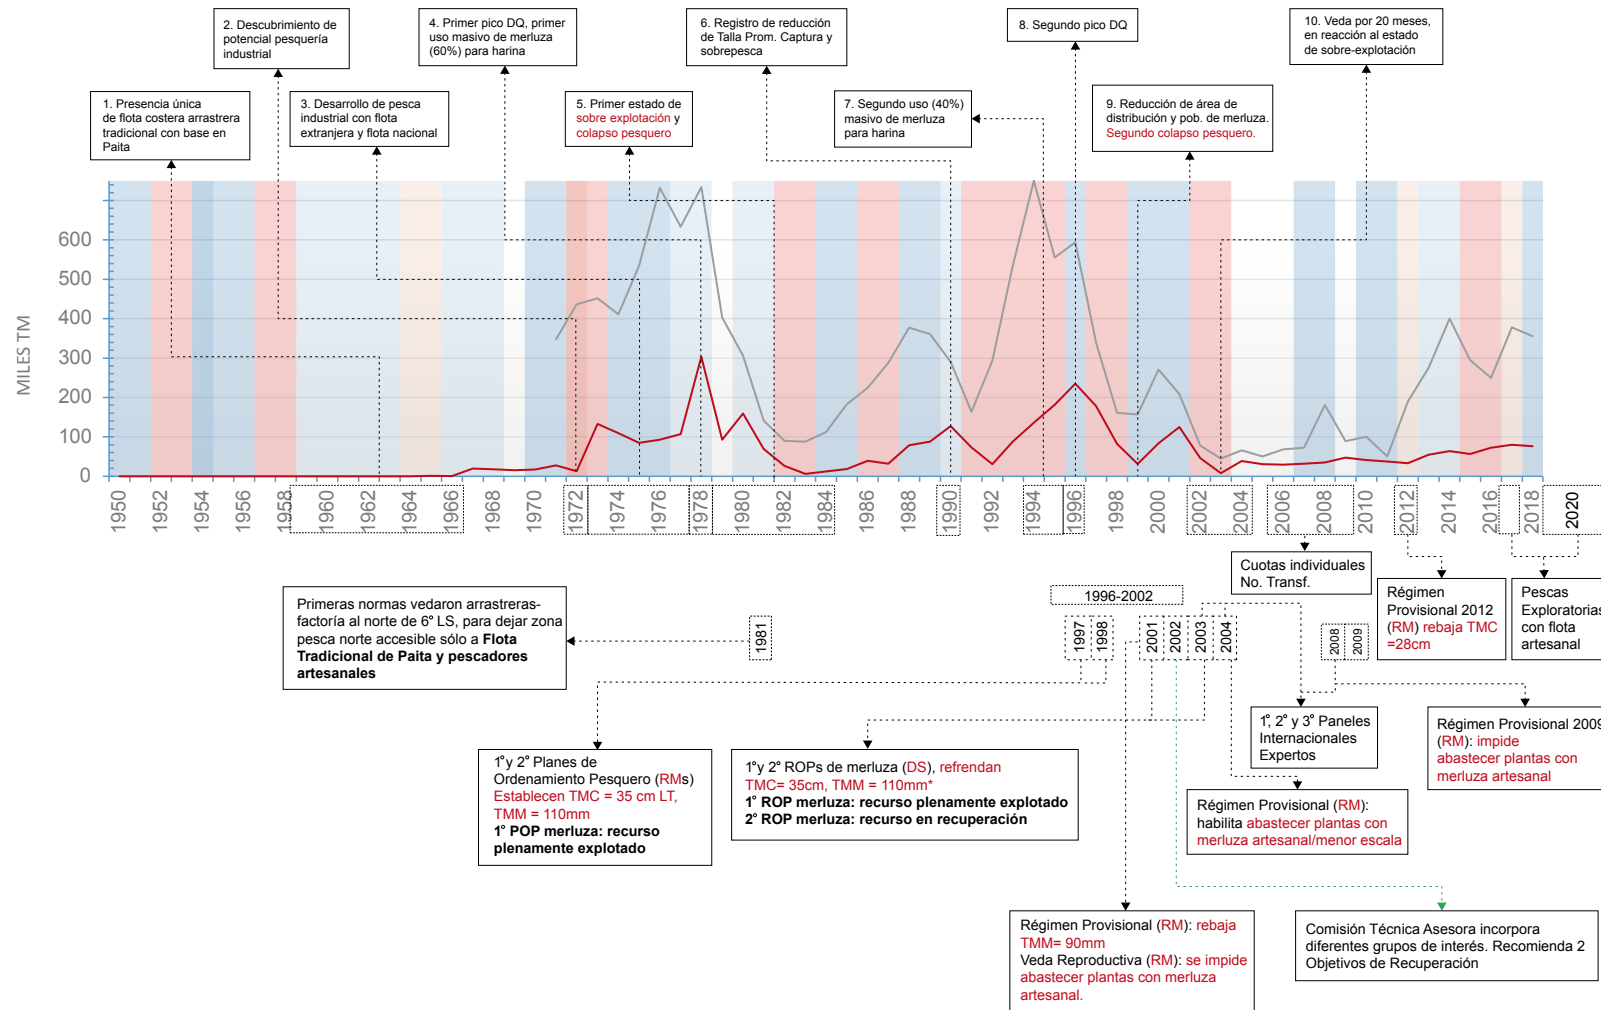 2. Descubrimiento de
potencial pesquería
industrial
4. Primer pico DQ, primer
uso masivo de merluza
(60%) para harina
6. Registro de reducción
de Talla Prom. Captura y
sobrepesca
8. Segundo pico DQ
10. Veda por 20 meses,
en reacción al estado
de sobre-explotación
1. Presencia única
de flota costera arrastrera
tradicional con base en
Paita
3. Desarrollo de pesca
industrial con flota
extranjera y flota nacional
5. Primer estado de
sobre explotación y
colapso pesquero
7. Segundo uso (40%)
masivo de merluza
para harina
9. Reducción de área de
distribución y pob. de merluza.
Segundo colapso pesquero.
MILES TM
600
500
400
300
200
100
0
1950
1952
1954
1956
1958
1960
1962
1964
1966
1968
1970
1972
1974
1976
1978
1980
1982
1984
1986
1988
1990
1992
1994
1996
1998
2000
2002
2004
2006
2008
2010
2012
2014
2016
2018
2020
Cuotas individuales
No. Transf.
Régimen
Provisional 2012
(RM) rebaja TMC
=28cm
Pescas
Exploratorias
con flota
artesanal
Primeras normas vedaron arrastreras-
factoría al norte de 6° LS, para dejar zona
pesca norte accesible sólo a Flota
Tradicional de Paita y pescadores
artesanales
1981
1996-2002
1997
1998
2001
2002
2003
2004
2008
2009
1°y 2° Planes de
Ordenamiento Pesquero (RMs)
Establecen TMC = 35 cm LT,
TMM = 110mm
1° POP merluza: recurso
plenamente explotado
1°y 2° ROPs de merluza (DS), refrendan
TMC= 35cm, TMM = 110mm*
1° ROP merluza: recurso plenamente explotado
2° ROP merluza: recurso en recuperación
1°, 2° y 3° Paneles
Internacionales
Expertos
Régimen Provisional 2009
(RM): impide
abastecer plantas con
merluza artesanal
Régimen Provisional (RM):
habilita abastecer plantas con
merluza artesanal/menor escala
Régimen Provisional (RM): rebaja
TMM= 90mm
Veda Reproductiva (RM): se impide
abastecer plantas con merluza
artesanal.
Comisión Técnica Asesora incorpora
diferentes grupos de interés. Recomienda 2
Objetivos de Recuperación